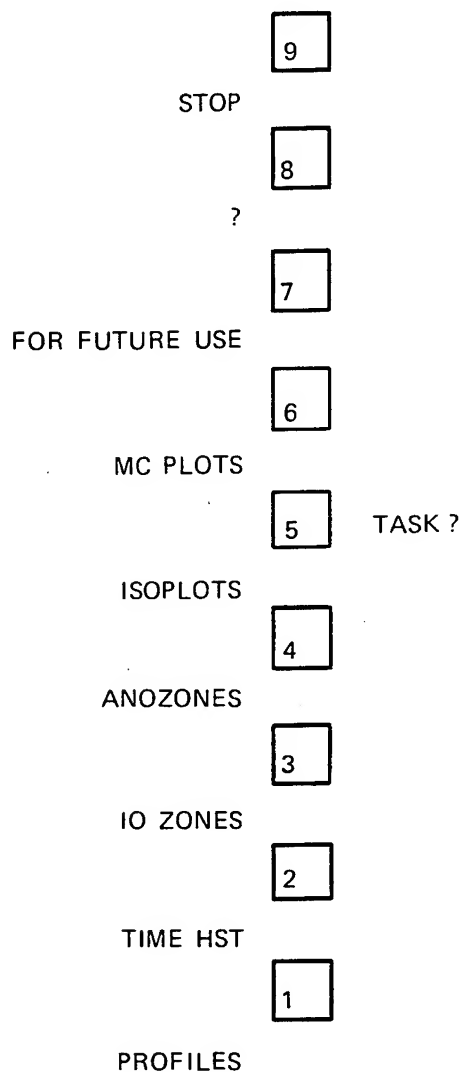 9
STOP
8
?
7
FOR FUTURE USE
6
MC PLOTS
5 TASK ?
ISOPLOTS
4
ANOZONES
3
IO ZONES
2
TIME HST
1
PROFILES